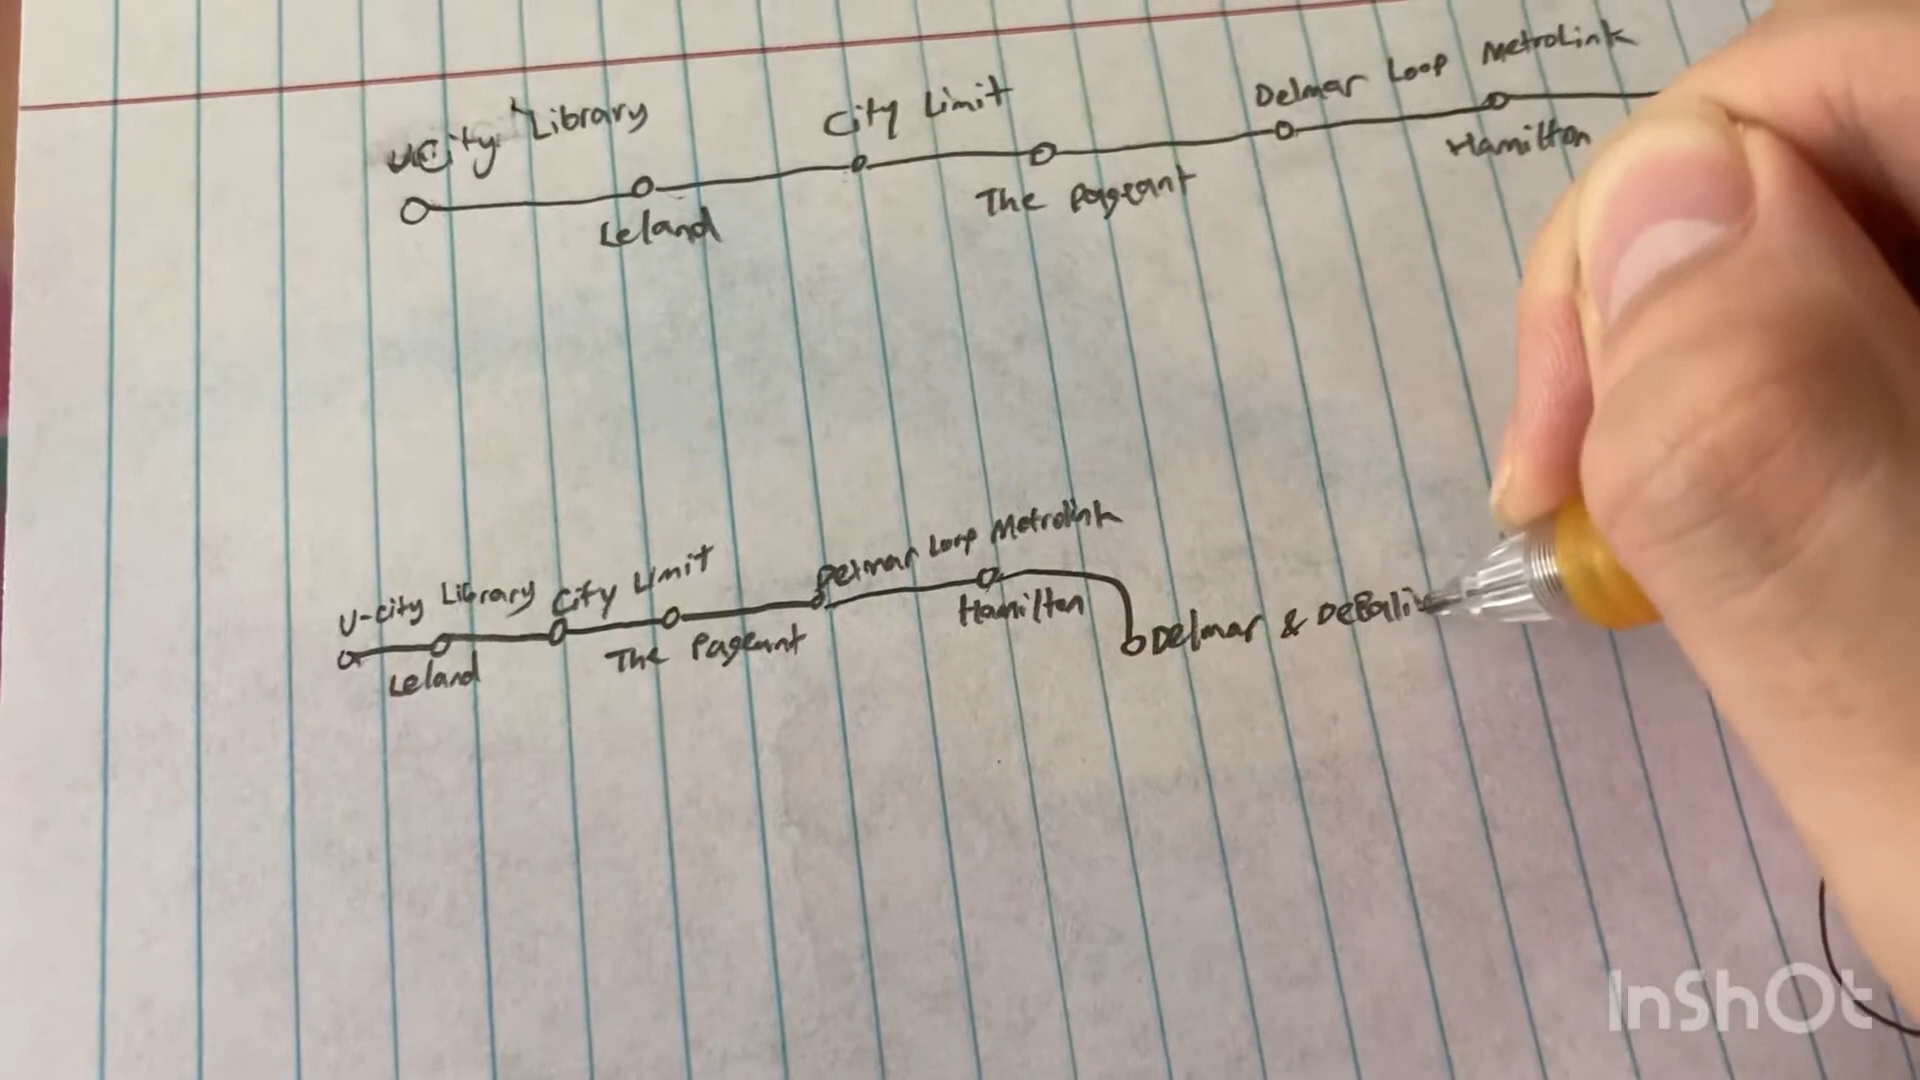 U City Library
City Limit
Delmar Loop MetroLink
Leland
The Pageant
Hamilton
U-City Library
City Limit
Delmar Loop Metrolink
Leland
The Pageant
Hamilton
Delmar & DeBali
InShOt